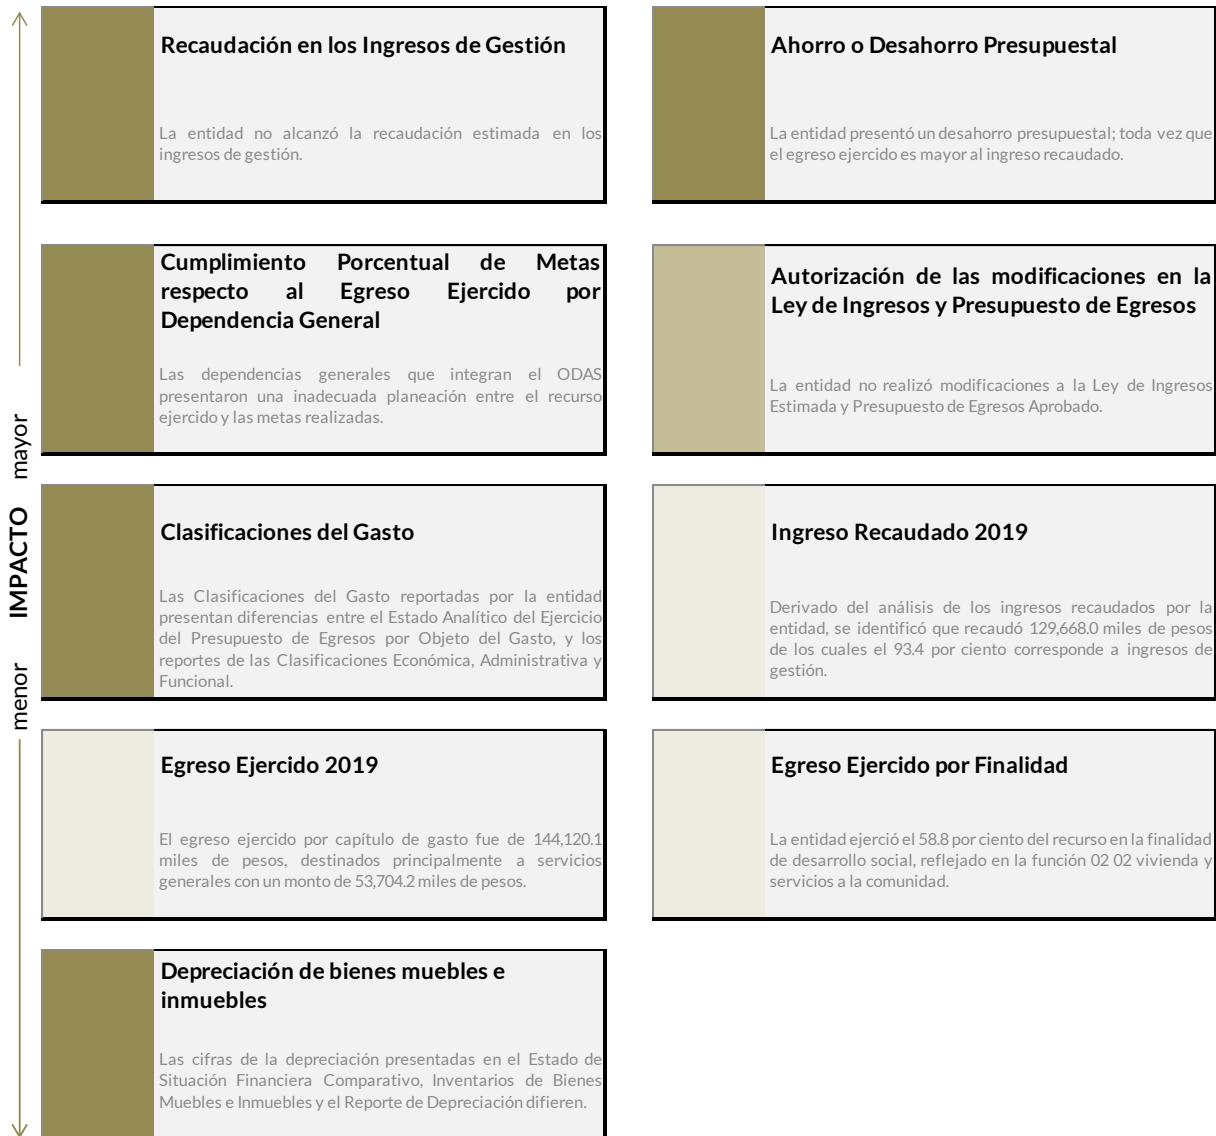 Recaudación en los Ingresos de Gestión
La entidad no alcanzó la recaudación estimada en los
ingresos de gestión.
Ahorro o Desahorro Presupuestal
La entidad presentó un desahorro presupuestal; toda vez que
el egreso ejercido es mayor al ingreso recaudado.
Cumplimiento Porcentual de Metas
respecto al Egreso Ejercido por
Dependencia General
Las dependencias generales que integran el ODAS
presentaron una inadecuada planeación entre el recurso
ejercido y las metas realizadas.
Autorización de las modificaciones en la
Ley de Ingresos y Presupuesto de Egresos
La entidad no realizó modificaciones a la Ley de Ingresos
Estimada y Presupuesto de Egresos Aprobado.
menor IMPACTO mayor
Clasificaciones del Gasto
Las Clasificaciones del Gasto reportadas por la entidad
presentan diferencias entre el Estado Analítico del Ejercicio
del Presupuesto de Egresos por Objeto del Gasto, y los
reportes de las Clasificaciones Económica, Administrativa y
Funcional.
Ingreso Recaudado 2019
Derivado del análisis de los ingresos recaudados por la
entidad, se identificó que recaudó 129,668.0 miles de pesos
de los cuales el 93.4 por ciento corresponde a ingresos de
gestión.
Egreso Ejercido 2019
El egreso ejercido por capítulo de gasto fue de 144,120.1
miles de pesos, destinados principalmente a servicios
generales con un monto de 53,704.2 miles de pesos.
Egreso Ejercido por Finalidad
La entidad ejerció el 58.8 por ciento del recurso en la finalidad
de desarrollo social, reflejado en la función 02 02 vivienda y
servicios a la comunidad.
Depreciación de bienes muebles e
inmuebles
Las cifras de la depreciación presentadas en el Estado de
Situación Financiera Comparativo, Inventarios de Bienes
Muebles e Inmuebles y el Reporte de Depreciación difieren.